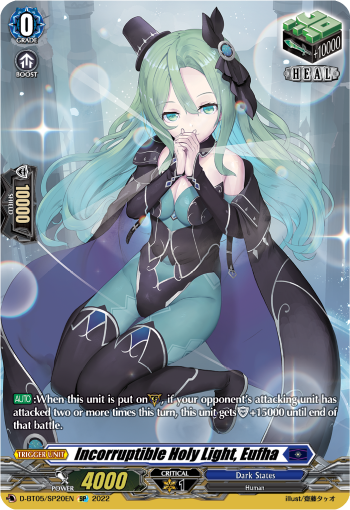 0
GRADE
BOOST
+10000
HEAL
10000
SHIELD
AUTO :When this unit is put on , if your opponent's attacking unit has
attacked two or more times this turn, this unit gets +15000 until end
of that battle.
TRIGGER UNIT
Incorruptible Holy Light, Eufha
POWER 4000
CRITICAL
1
Dark States
Human
D-BT05/SP20EN SP 2022
illust/齋藤タヶオ